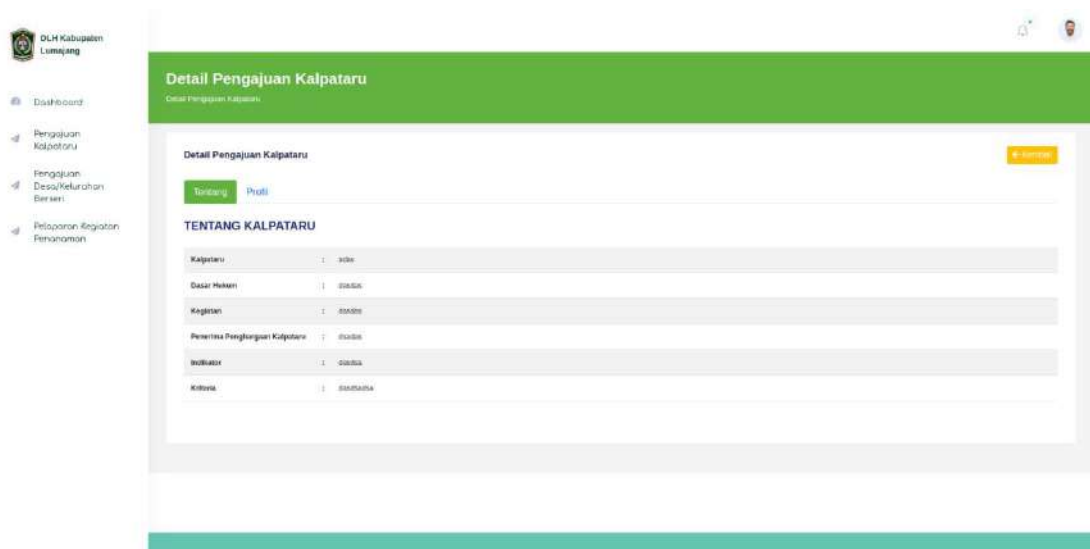 DLH Kabupaten
Lumajang
Dashboard
Pengajuan
Kalpataru
Pengajuan
Desa/Kelurahan
Berseri
Pelaporan Kegiatan
Penanaman
Detail Pengajuan Kalpataru
Detail Pengajuan Kalpataru
Detail Pengajuan Kalpataru
Kembali
Tentang Profil
TENTANG KALPATARU
Kalpataru :
Dasar Hukum :
Kegiatan :
Penerima Penghargaan Kalpataru :
Indikator :
Kriteria :